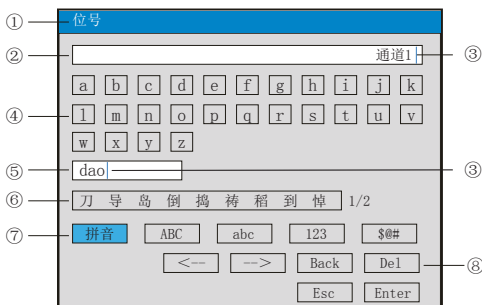 ① 位号
② 通道1 ③
a b c d e f g h i j k
④ l m n o p q r s t u v
w x y z
⑤ dao ③
⑥ 刀 导 岛 倒 捣 祷 稻 到 悼 1/2
⑦ 拼音 ABC abc 123 $@#
<-- --> Back Del ⑧
Esc Enter